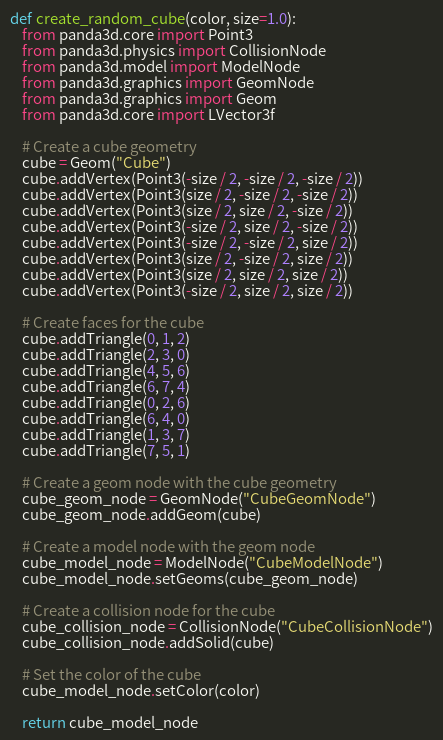 def create_random_cube(color, size=1.0):
from panda3d.core import Point3
from panda3d.physics import CollisionNode
from panda3d.model import ModelNode
from panda3d.graphics import GeomNode
from panda3d.graphics import Geom
from panda3d.core import LVector3f
# Create a cube geometry
cube = Geom("Cube")
cube.addVertex(Point3(-size / 2, -size / 2, -size / 2))
cube.addVertex(Point3(size / 2, -size / 2, -size / 2))
cube.addVertex(Point3(size / 2, size / 2, -size / 2))
cube.addVertex(Point3(-size / 2, size / 2, -size / 2))
cube.addVertex(Point3(-size / 2, -size / 2, size / 2))
cube.addVertex(Point3(size / 2, -size / 2, size / 2))
cube.addVertex(Point3(size / 2, size / 2, size / 2))
cube.addVertex(Point3(-size / 2, size / 2, size / 2))
# Create faces for the cube
cube.addTriangle(0, 1, 2)
cube.addTriangle(2, 3, 0)
cube.addTriangle(4, 5, 6)
cube.addTriangle(6, 7, 4)
cube.addTriangle(0, 2, 6)
cube.addTriangle(6, 4, 0)
cube.addTriangle(1, 3, 7)
cube.addTriangle(7, 5, 1)
# Create a geom node with the cube geometry
cube_geom_node = GeomNode("CubeGeomNode")
cube_geom_node.addGeom(cube)
# Create a model node with the geom node
cube_model_node = ModelNode("CubeModelNode")
cube_model_node.setGeoms(cube_geom_node)
# Create a collision node for the cube
cube_collision_node = CollisionNode("CubeCollisionNode")
cube_collision_node.addSolid(cube)
# Set the color of the cube
cube_model_node.setColor(color)
return cube_model_node